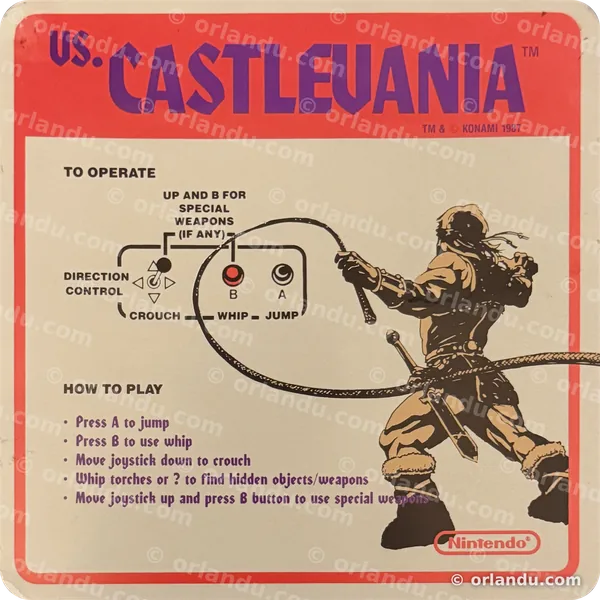 VS. CASTLEVANIA™
TM & © KONAMI 1987
TO OPERATE
UP AND B FOR
SPECIAL
WEAPONS
(IF ANY)
DIRECTION
CONTROL
B
A
CROUCH
WHIP
JUMP
HOW TO PLAY
• Press A to jump
• Press B to use whip
• Move joystick down to crouch
• Whip torches or ? to find hidden objects/weapons
• Move joystick up and press B button to use special weapons
Nintendo®
© orlandu.com